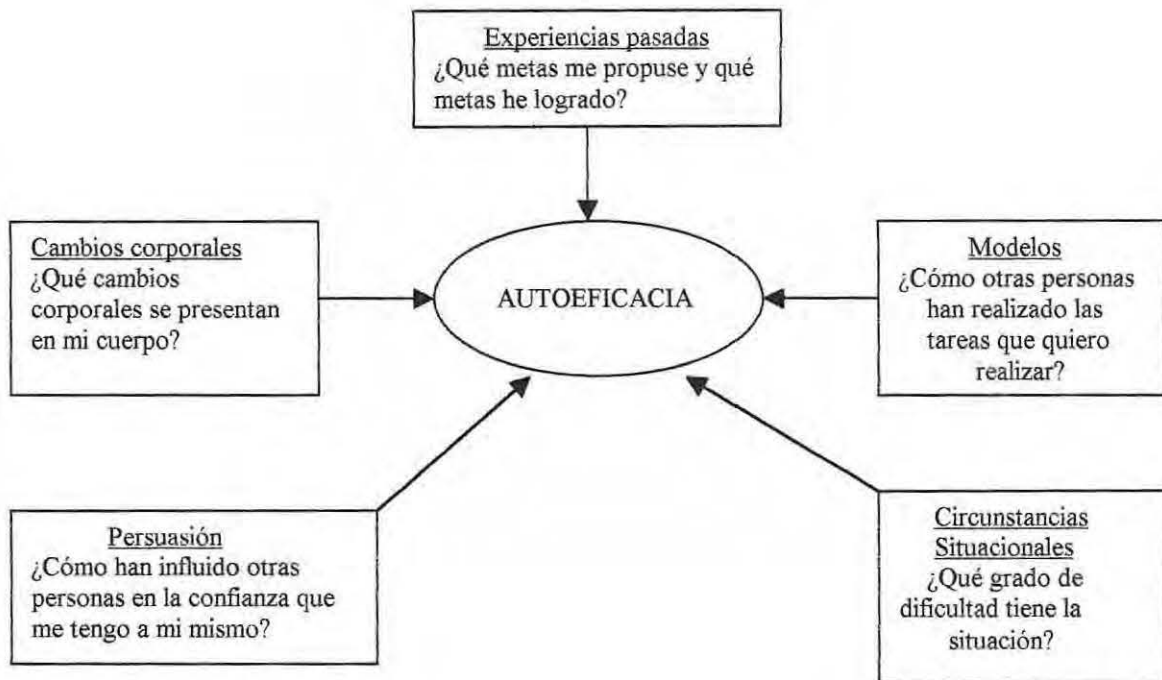 Experiencias pasadas
¿Qué metas me propuse y qué
metas he logrado?
Cambios corporales
¿Qué cambios
corporales se presentan
en mi cuerpo?
AUTOEFICACIA
Modelos
¿Cómo otras personas
han realizado las
tareas que quiero
realizar?
Persuasión
¿Cómo han influido otras
personas en la confianza que
me tengo a mi mismo?
Circunstancias
Situacionales
¿Qué grado de
dificultad tiene la
situación?